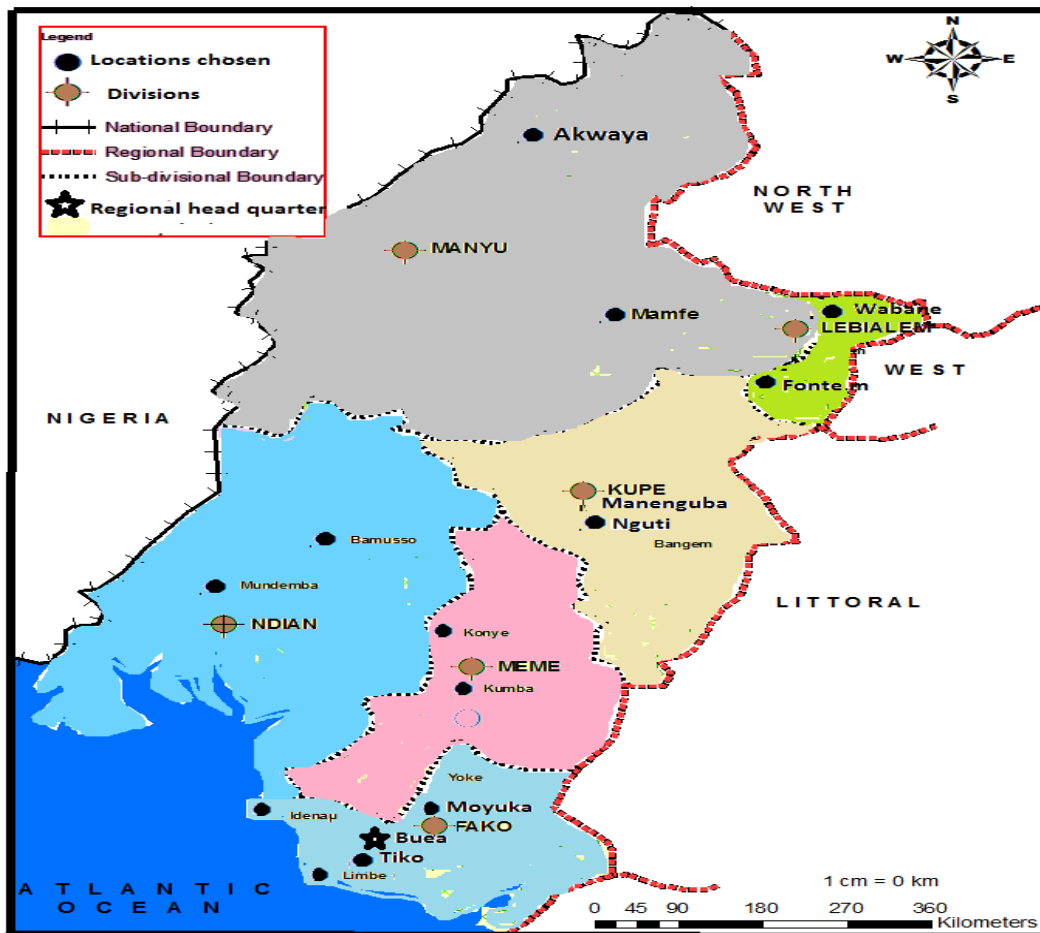 Legend
Locations chosen
Divisions
National Boundary
Regional Boundary
Sub-divisional Boundary
Regional head quarter
N
W
E
S
Akwaya
NORTH
WEST
MANYU
Mamfe
Wabane
LEBIALEM
WEST
Fonte.m
NIGERIA
KUPE
Manenguba
Nguti
Bangem
Bamusso
Mundemba
NDIAN
LITTORAL
Konye
MEME
Kumba
Yoke
Moyuka
Idenau
FAKO
Buea
Tiko
Limbe
ATLANTIC
OCEAN
1 cm = 0 km
0 45 90 180 270 360
Kilometers